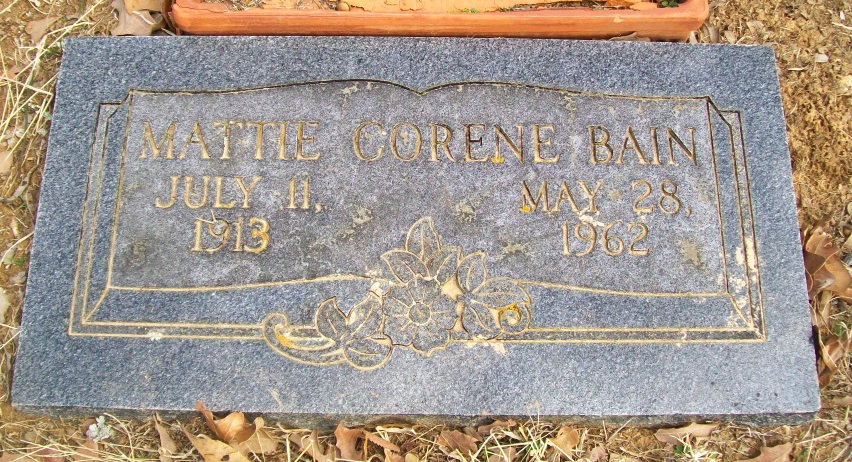 MATTIE CORENE BAIN
JULY 11, MAY 28,
1913 1962